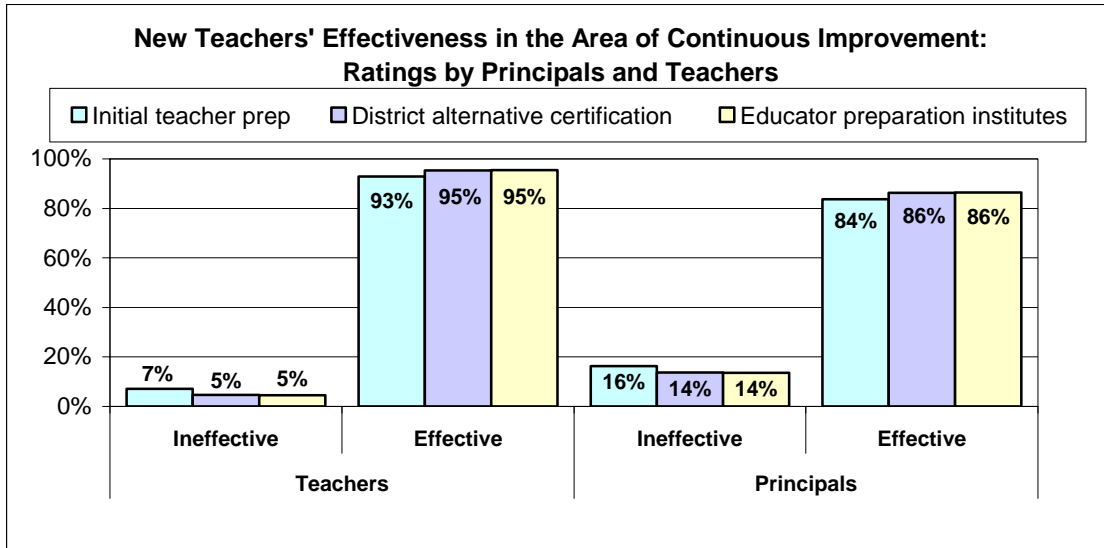 New Teachers' Effectiveness in the Area of Continuous Improvement:
Ratings by Principals and Teachers
Initial teacher prep District alternative certification Educator preparation institutes
100%
80%
60%
40%
20%
0%
7% 5% 5% 93% 95% 95% 16% 14% 14% 84% 86% 86%
Ineffective Effective Ineffective Effective
Teachers Principals